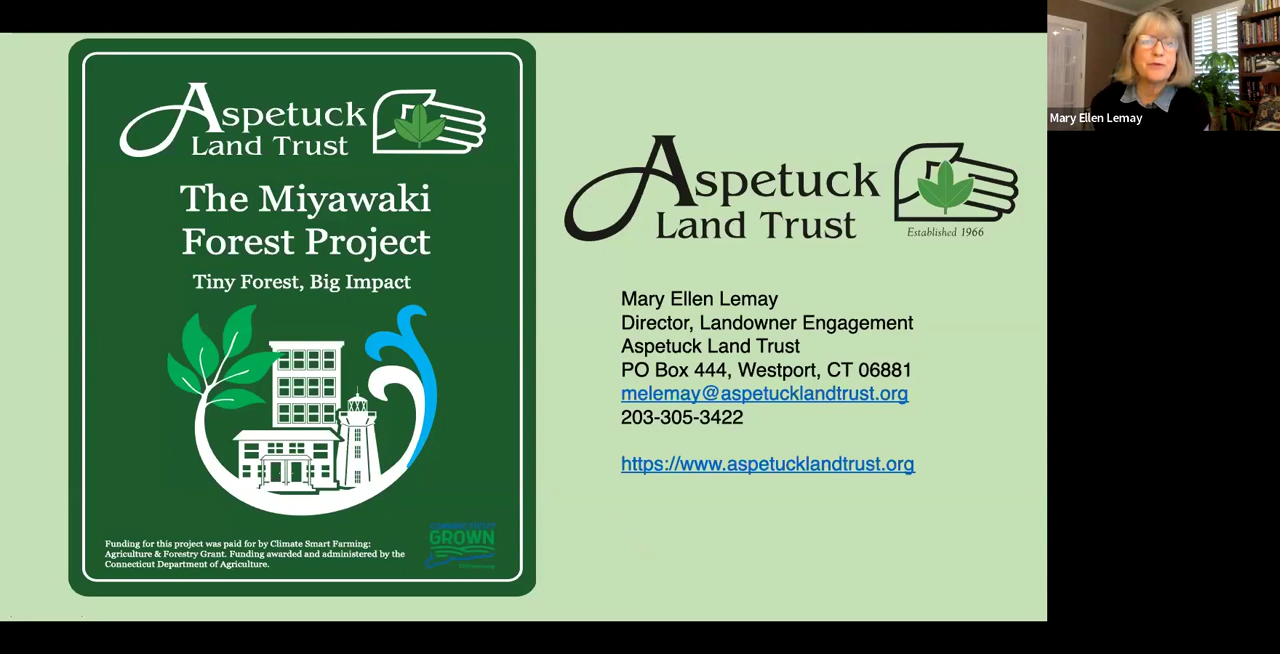 Aspetuck
Land Trust
The Miyawaki
Forest Project
Tiny Forest, Big Impact
Funding for this project was paid for by Climate Smart Farming:
Agriculture & Forestry Grant. Funding awarded and administered by the
Connecticut Department of Agriculture.
GROWN
Aspetuck
Land Trust
Established 1966
Mary Ellen Lemay
Director, Landowner Engagement
Aspetuck Land Trust
PO Box 444, Westport, CT 06881
melemay@aspetucklandtrust.org
203-305-3422
https://www.aspetucklandtrust.org
Mary Ellen Lemay